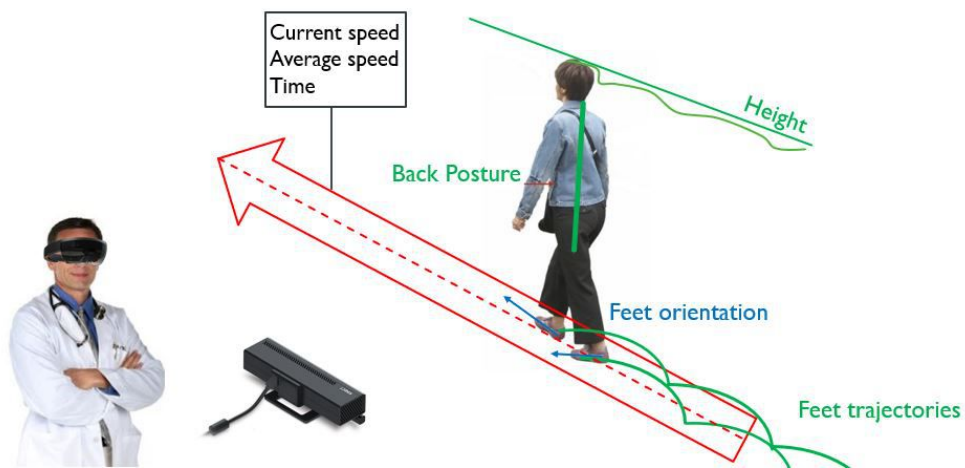 Current speed
Average speed
Time
Height
Back Posture
Feet orientation
Feet trajectories